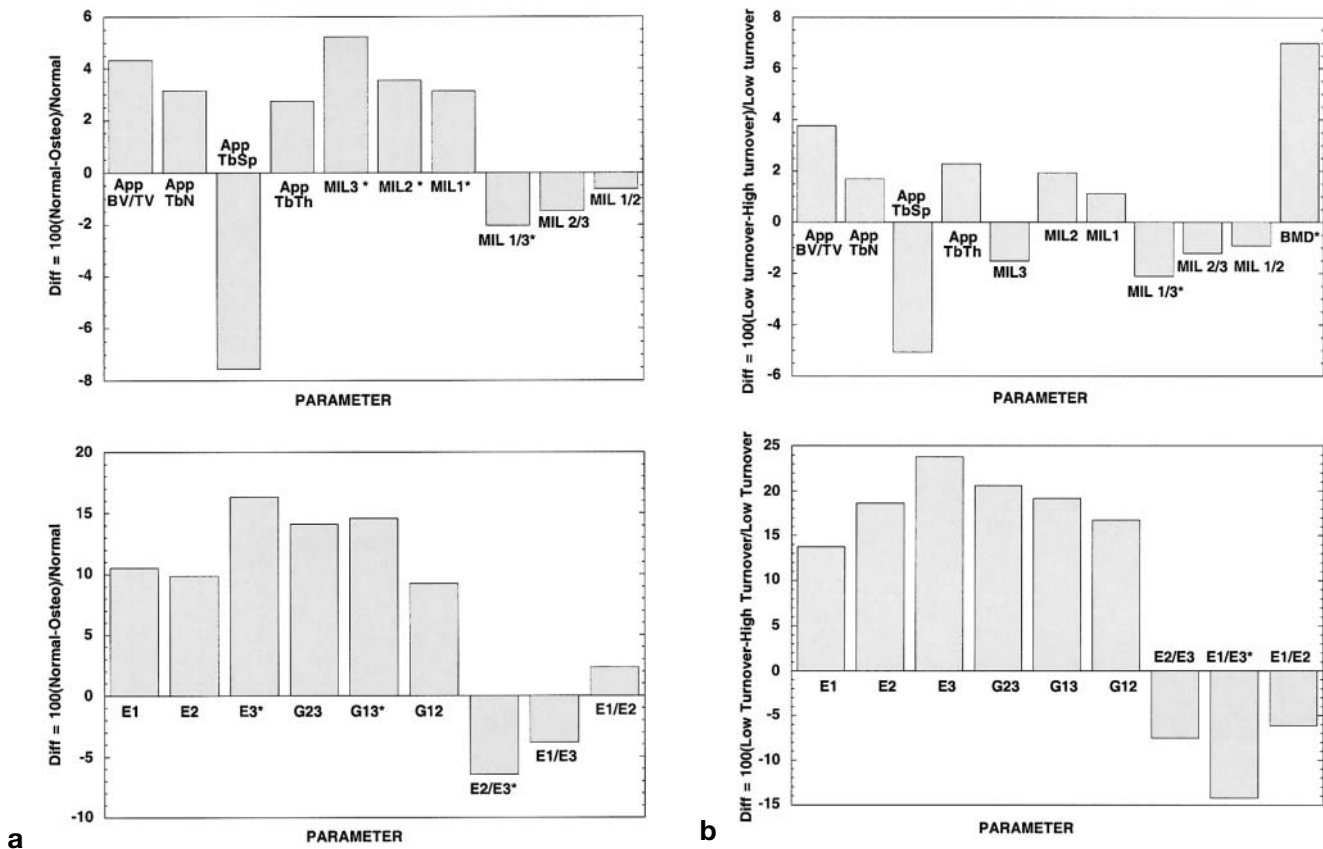 Diff = 100(Normal-Osteo)/Normal
6
4
2
0
-2
-4
-6
-8
App
BV/TV
App
TbN
App
TbSp
App
TbTh
MIL3 *
MIL2 *
MIL1*
MIL 1/3*
MIL 2/3
MIL 1/2
PARAMETER
Diff = 100(Low turnover-High turnover)/Low turnover
8
6
4
2
0
-2
-4
-6
App
BV/TV
App
TbN
App
TbSp
App
TbTh
MIL3
MIL2
MIL1
MIL 1/3*
MIL 2/3
MIL 1/2
BMD*
PARAMETER
Diff = 100(Normal-Osteo)/Normal
20
15
10
5
0
-5
-10
E1
E2
E3*
G23
G13*
G12
E2/E3*
E1/E3
E1/E2
PARAMETER
a
Diff = 100(Low Turnover-High Turnover/Low Turnover
25
20
15
10
5
0
-5
-10
-15
E1
E2
E3
G23
G13
G12
E2/E3
E1/E3*
E1/E2
PARAMETER
b